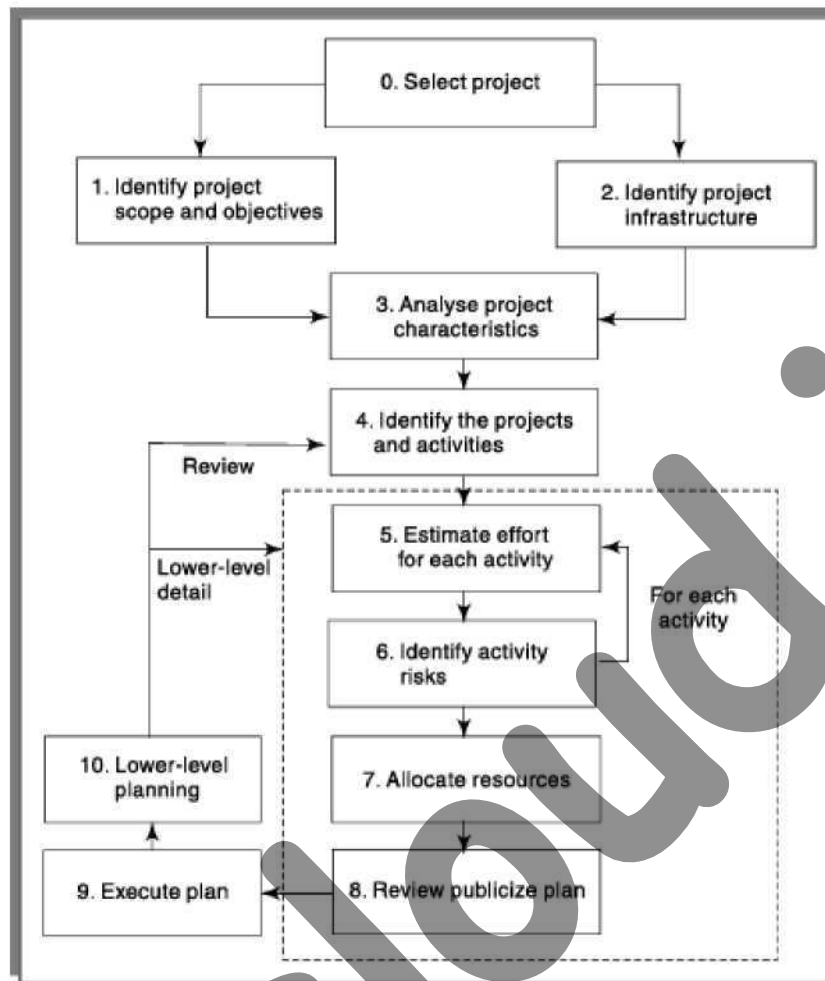 0. Select project
1. Identify project
scope and objectives
2. Identify project
infrastructure
3. Analyse project
characteristics
4. Identify the projects
and activities
Review
5. Estimate effort
for each activity
Lower-level
detail
For each
activity
6. Identify activity
risks
10. Lower-level
planning
7. Allocate resources
9. Execute plan
8. Review publicize plan